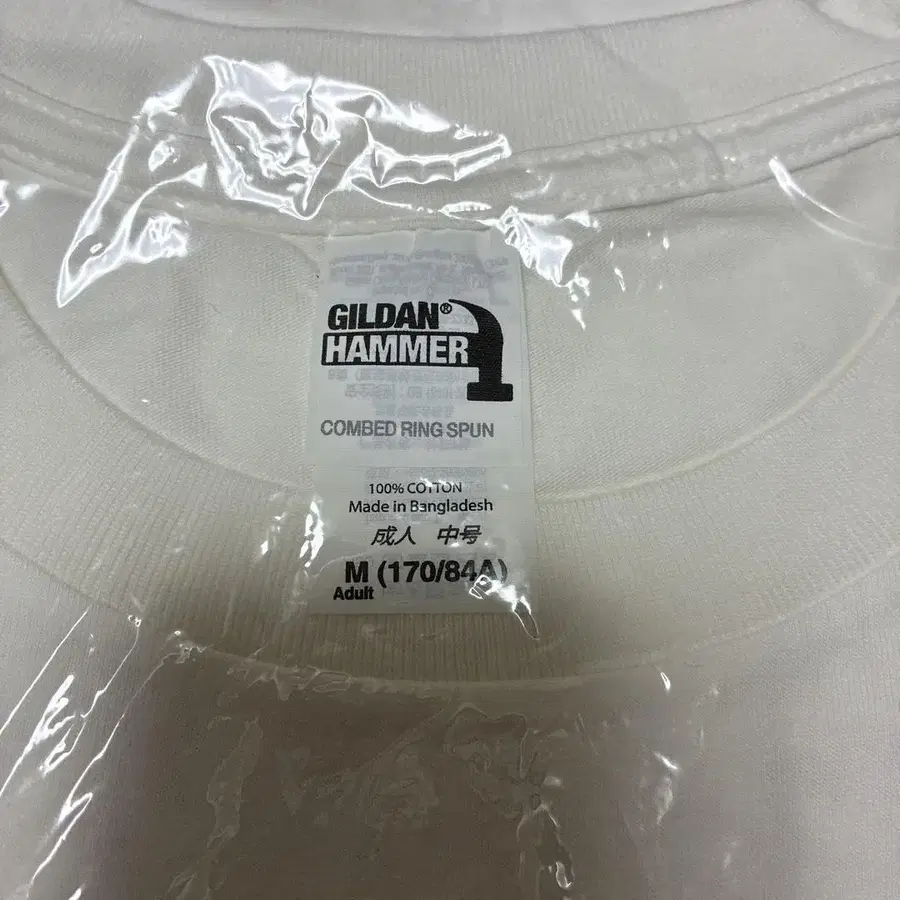 GILDAN®
HAMMER
COMBED RING SPUN
100% COTTON
Made in Bangladesh
成人 中号
M (170/84A)
Adult